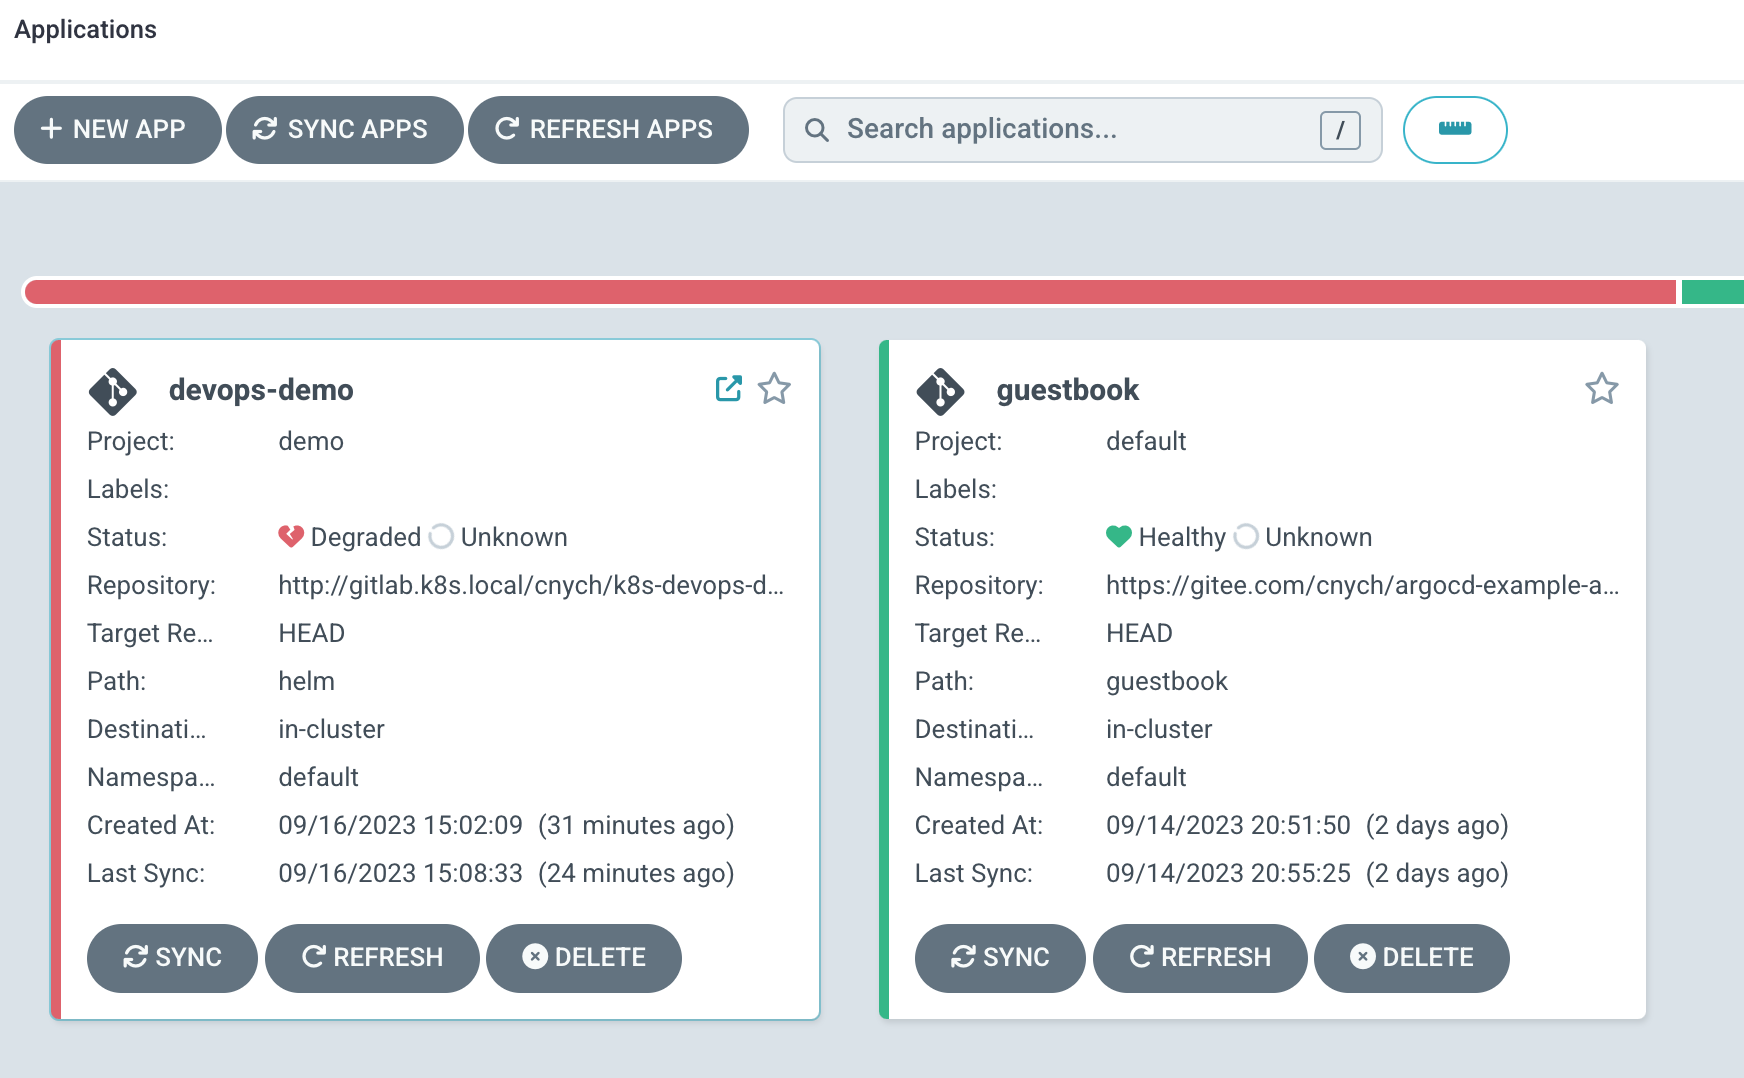 Applications
NEW APP SYNC APPS REFRESH APPS Search applications... /
devops-demo
Project: demo
Labels:
Status: Degraded Unknown
Repository: http://gitlab.k8s.local/cnych/k8s-devops-d...
Target Re... HEAD
Path: helm
Destinati... in-cluster
Namespa... default
Created At: 09/16/2023 15:02:09 (31 minutes ago)
Last Sync: 09/16/2023 15:08:33 (24 minutes ago)
SYNC REFRESH DELETE
guestbook
Project: default
Labels:
Status: Healthy Unknown
Repository: https://gitee.com/cnych/argocd-example-a...
Target Re... HEAD
Path: guestbook
Destinati... in-cluster
Namespa... default
Created At: 09/14/2023 20:51:50 (2 days ago)
Last Sync: 09/14/2023 20:55:25 (2 days ago)
SYNC REFRESH DELETE